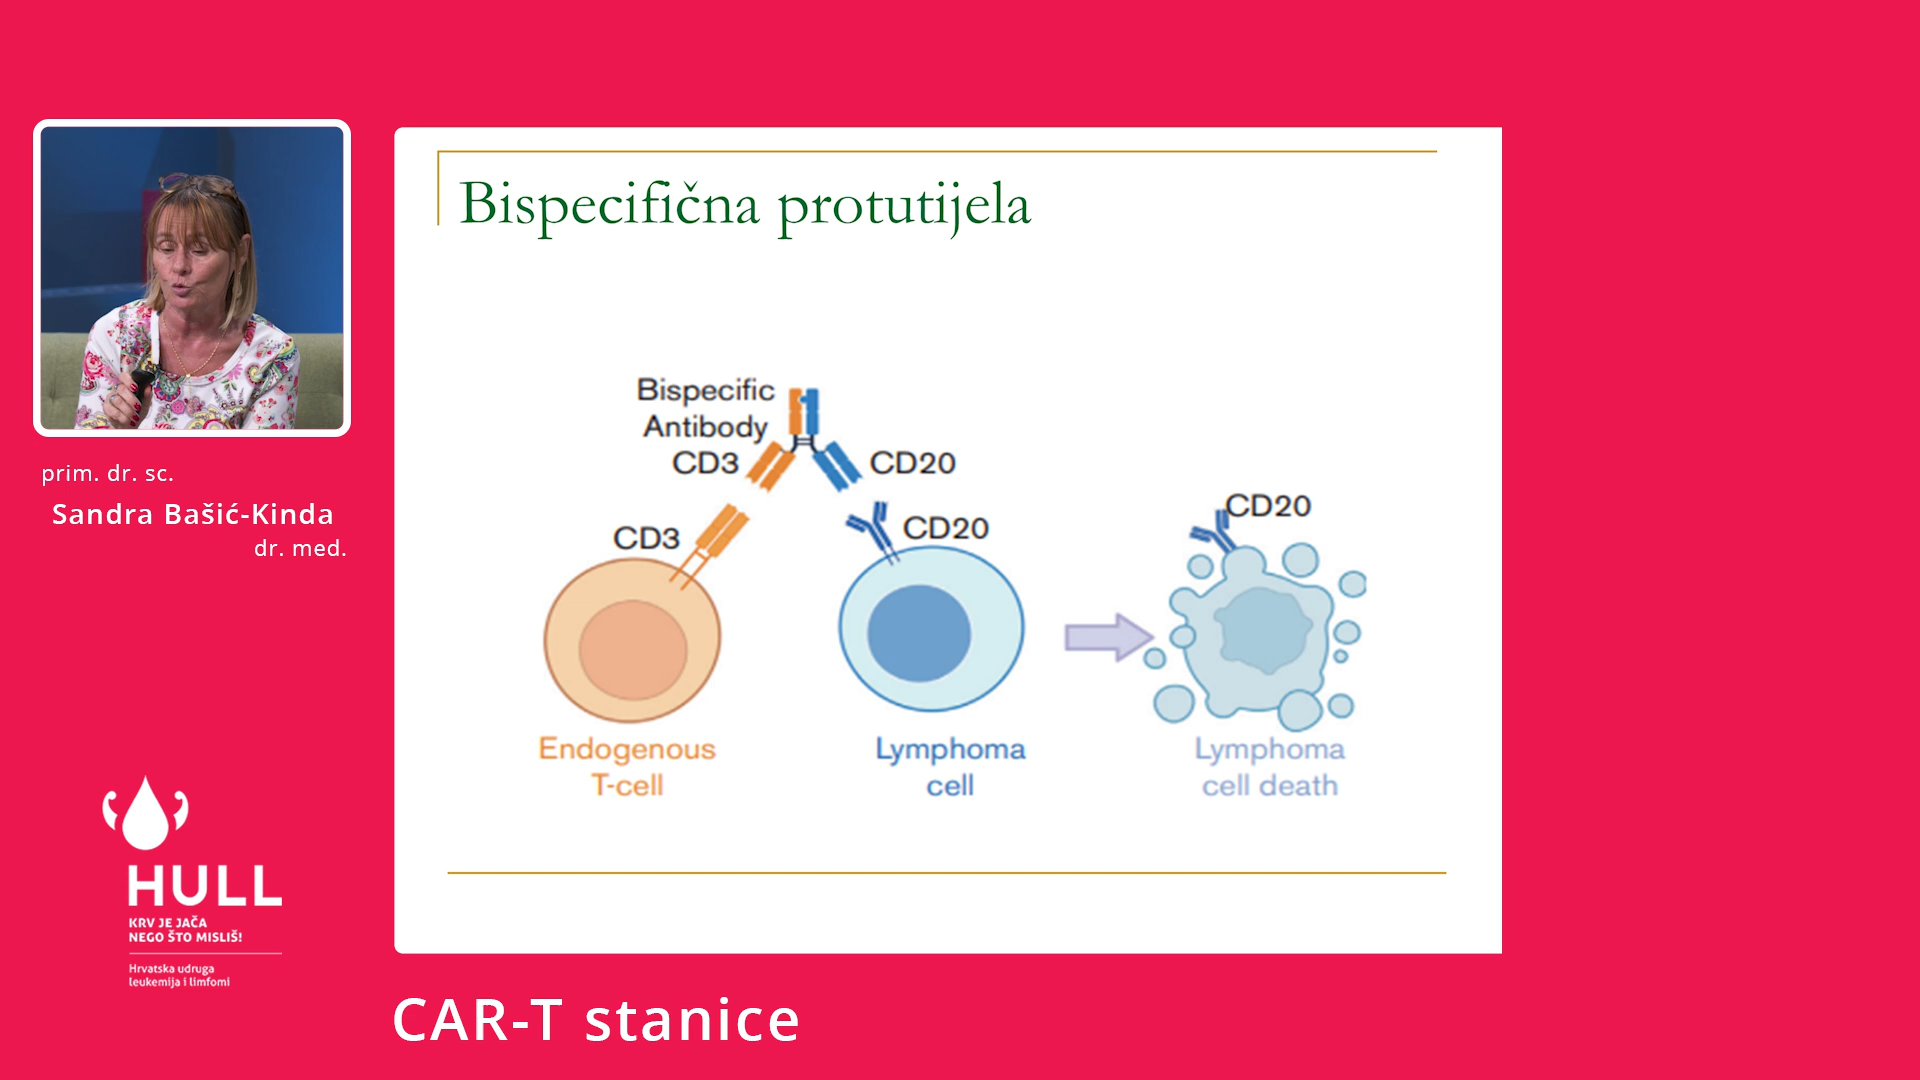 prim. dr. sc.
Sandra Bašić-Kinda
dr. med.
HULL
KRV JE JAČA
NEGO ŠTO MISLIŠ!
Hrvatska udruga
leukemija i limfomi
Bispecifična protutijela
Bispecific
Antibody
CD3
CD20
CD3
CD20
CD20
Endogenous
T-cell
Lymphoma
cell
Lymphoma
cell death
CAR-T stanice